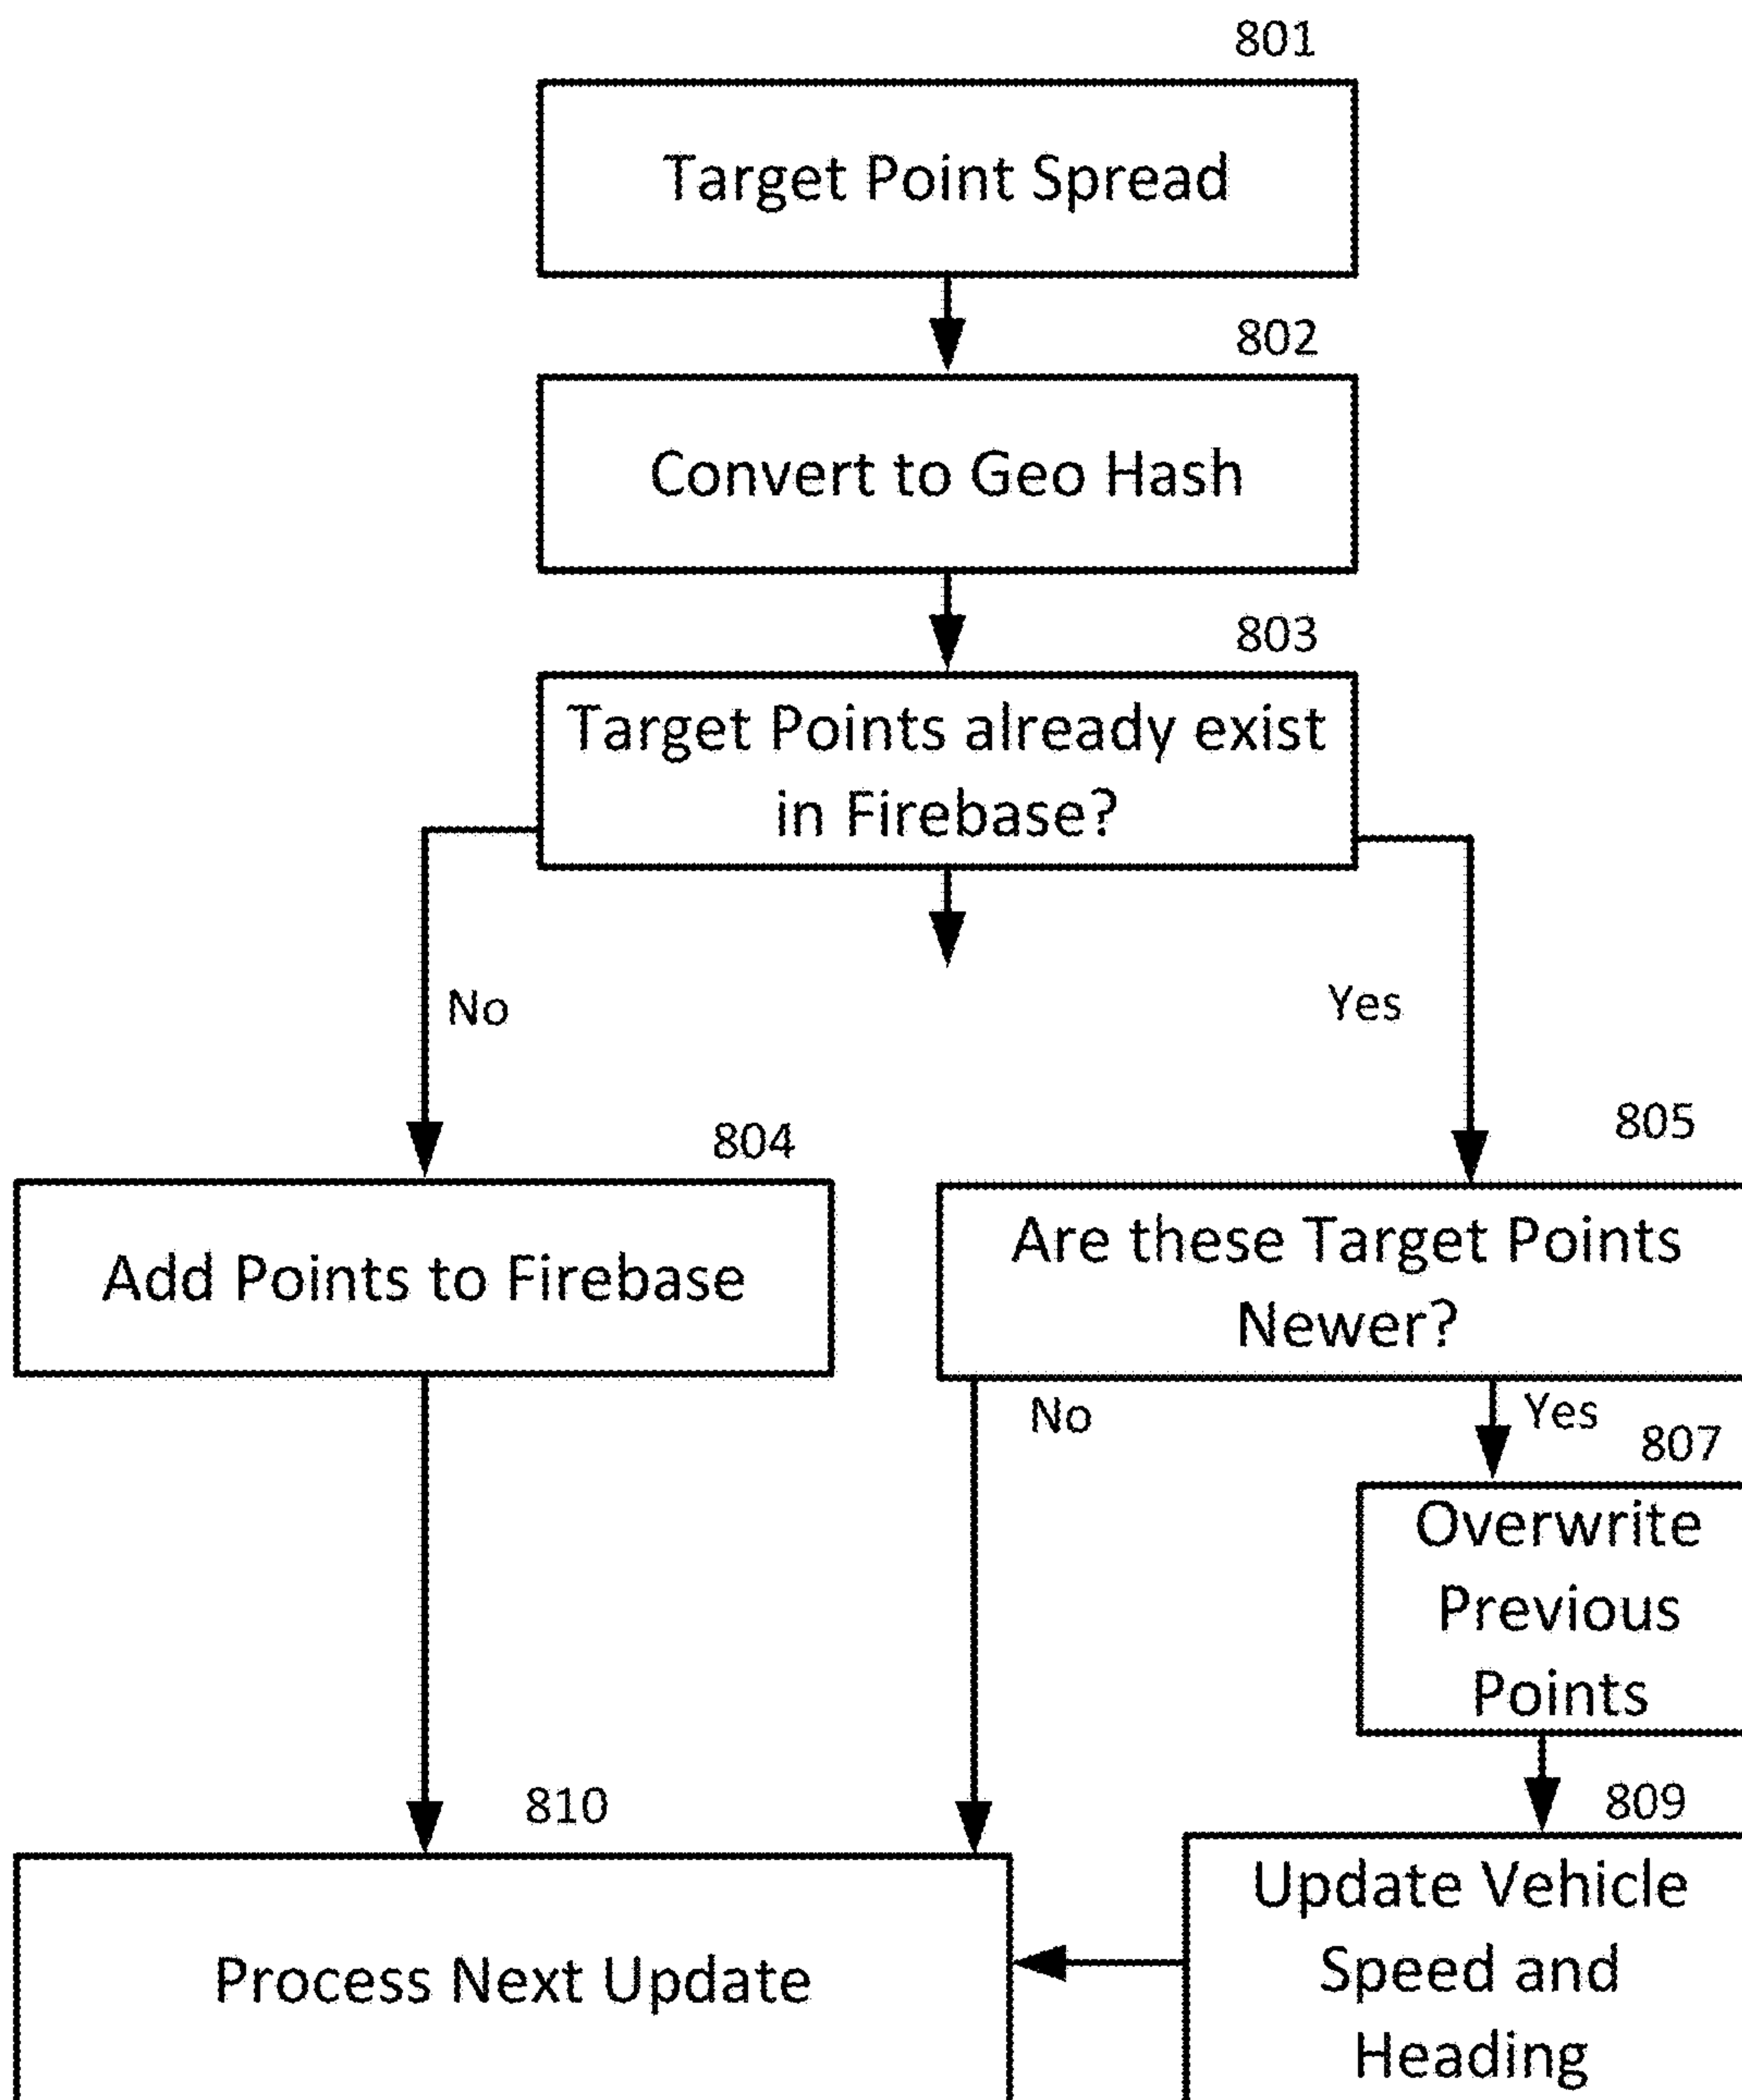 801
Target Point Spread
802
Convert to Geo Hash
803
Target Points already exist
in Firebase?
No
Yes
804
805
Add Points to Firebase
Are these Target Points
Newer?
No
Yes
807
Overwrite
Previous
Points
810
809
Process Next Update
Update Vehicle
Speed and
Heading